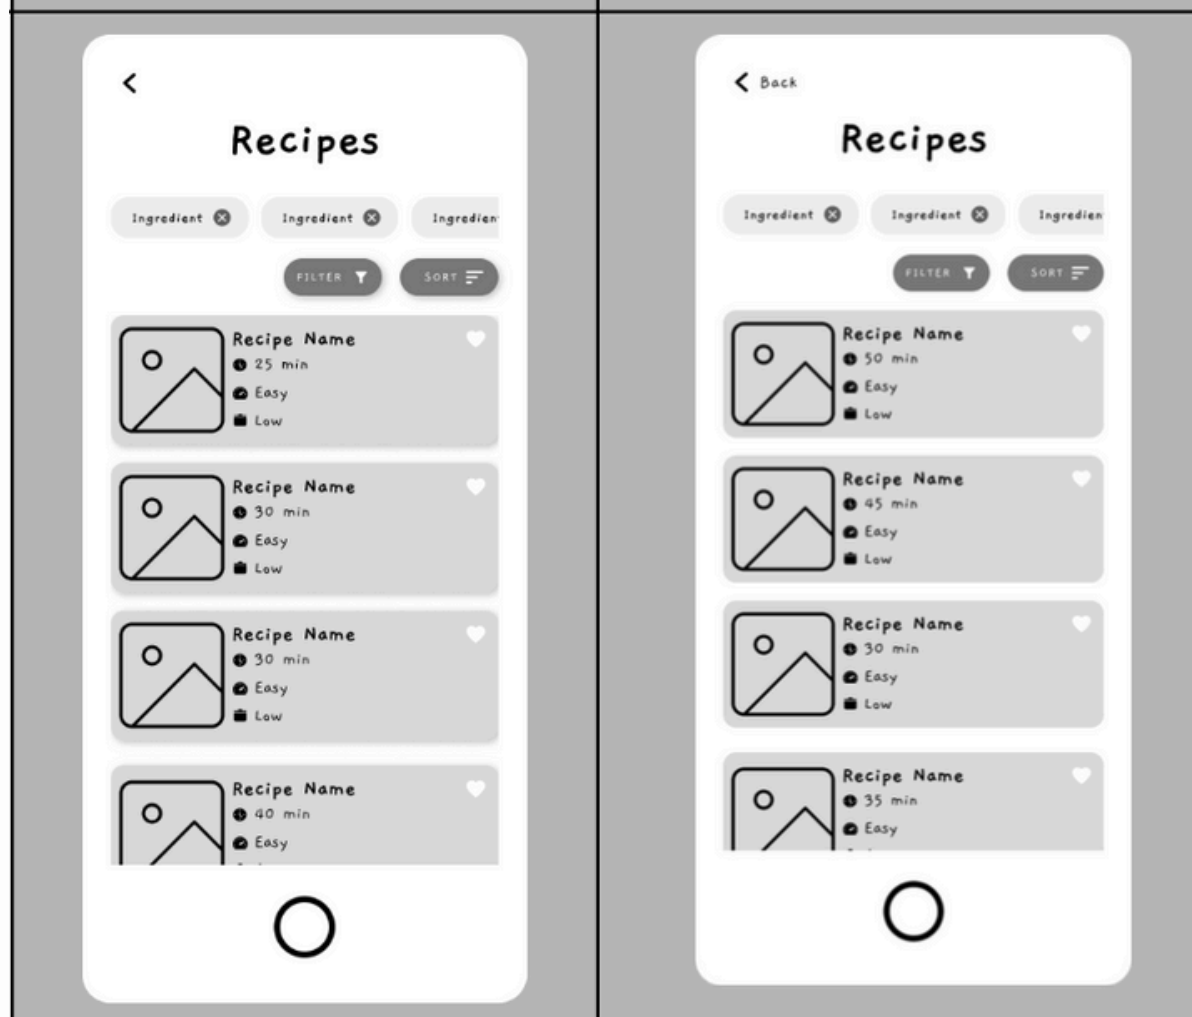 Recipes
Ingredient Ingredient Ingredien
FILTER SORT
Recipe Name
25 min
Easy
Low
Recipe Name
30 min
Easy
Low
Recipe Name
30 min
Easy
Low
Recipe Name
40 min
Easy
Back
Recipes
Ingredient Ingredient Ingredien
FILTER SORT
Recipe Name
50 min
Easy
Low
Recipe Name
45 min
Easy
Low
Recipe Name
30 min
Easy
Low
Recipe Name
35 min
Easy